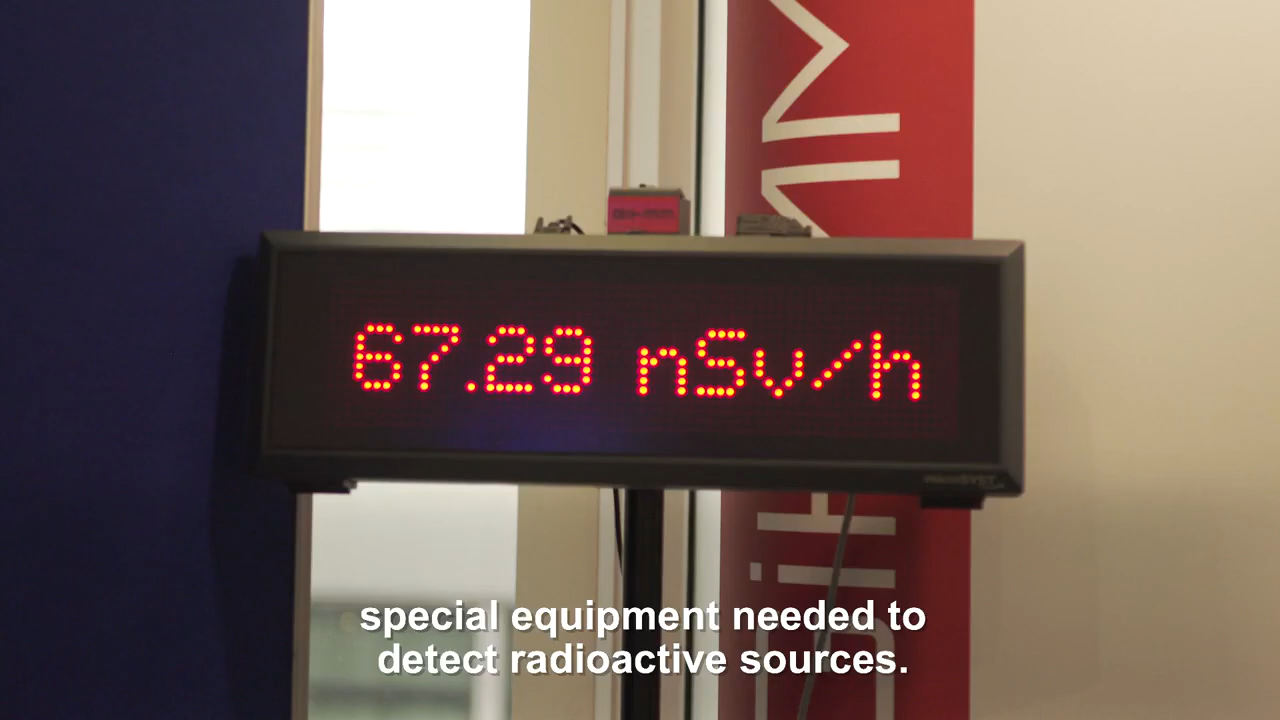 67.29 nSv/h
special equipment needed to
detect radioactive sources.